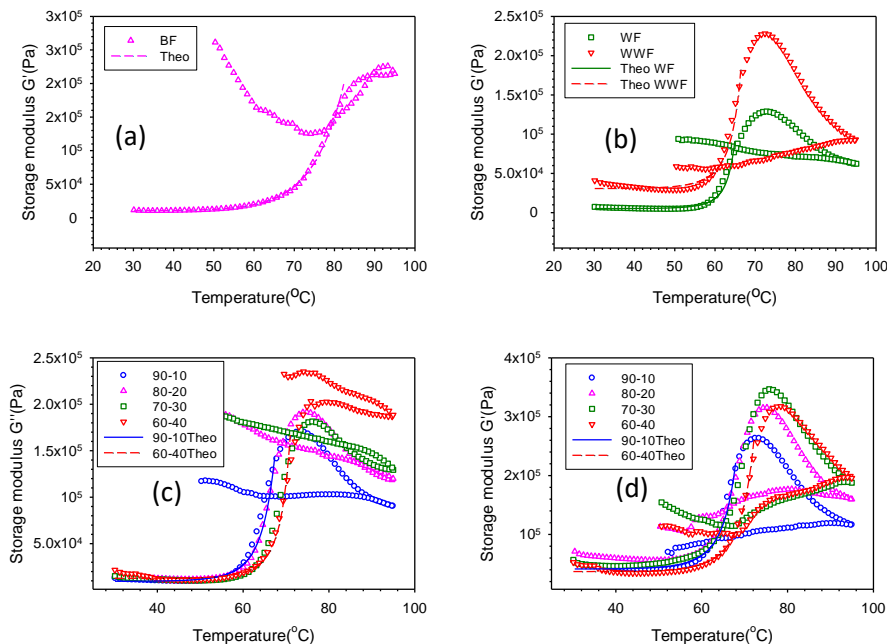 Storage modulus G'(Pa)
3x10⁵
3x10⁵
2x10⁵
2x10⁵
10⁵
5x10⁴
0
BF
Theo
(a)
20 30 40 50 60 70 80 90 100
Temperature(°C)
Storage modulus G'(Pa)
2.5x10⁵
2.0x10⁵
1.5x10⁵
10⁵
5.0x10⁴
0
WF
WWF
Theo WF
Theo WWF
(b)
20 30 40 50 60 70 80 90 100
Temperature(°C)
Storage modulus G''(Pa)
2.5x10⁵
2.0x10⁵
1.5x10⁵
10⁵
5.0x10⁴
90-10
80-20
70-30
60-40
90-10Theo
60-40Theo
(c)
40 60 80 100
Temperature(°C)
Storage modulus G'(Pa)
4x10⁵
3x10⁵
2x10⁵
10⁵
90-10
80-20
70-30
60-40
90-10Theo
60-40Theo
(d)
40 60 80 100
Temperature(°C)